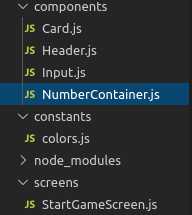 components
JS Card.js
JS Header.js
JS Input.js
JS NumberContainer.js
constants
JS colors.js
node_modules
screens
JS StartGameScreen.js